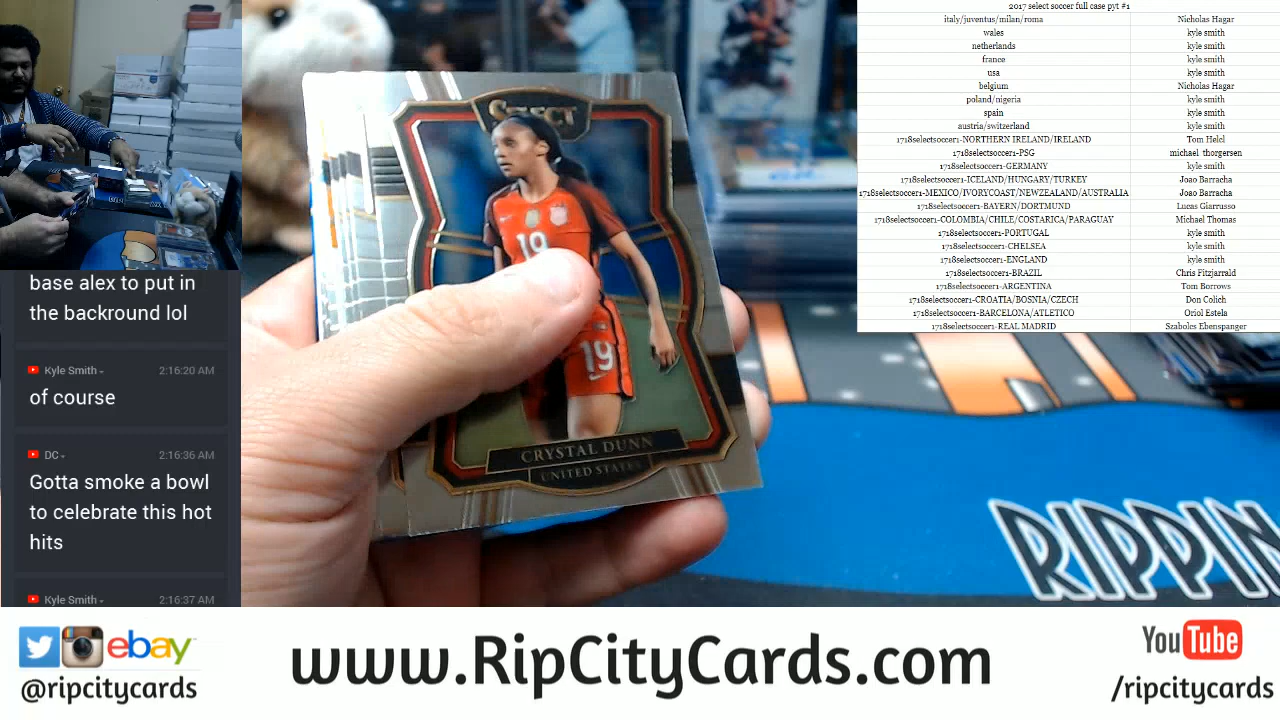 base alex to put in
the backround lol
Kyle Smith
2:16:20 AM
of course
DC
2:16:36 AM
Gotta smoke a bowl
to celebrate this hot
hits
Kyle Smith
2:16:37 AM
SELECT
19
19
CRYSTAL DUNN
UNITED STATES
2017 select soccer full case pyt #1
italy/juventus/milan/roma Nicholas Hagar
wales kyle smith
netherlands kyle smith
france kyle smith
usa kyle smith
belgium Nicholas Hagar
poland/nigeria kyle smith
spain kyle smith
austria/switzerland kyle smith
1718selectsoccer1-NORTHERN IRELAND/IRELAND Tom Helel
1718selectsoccer1-PSG michael thorgersen
1718selectsoccer1-GERMANY kyle smith
1718selectsoccer1-ICELAND/HUNGARY/TURKEY Joao Barracha
1718selectsoccer1-MEXICO/IVORYCOAST/NEWZEALAND/AUSTRALIA Joao Barracha
1718selectsoccer1-BAYERN/DORTMUND Lucas Giarrusso
1718selectsoccer1-COLOMBIA/CHILE/COSTARICA/PARAGUAY Michael Thomas
1718selectsoccer1-PORTUGAL kyle smith
1718selectsoccer1-CHELSEA kyle smith
1718selectsoccer1-ENGLAND kyle smith
1718selectsoccer1-BRAZIL Chris Fitzjarrald
1718selectsoccer1-ARGENTINA Tom Borrows
1718selectsoccer1-CROATIA/BOSNIA/CZECH Don Colich
1718selectsoccer1-BARCELONA/ATLETICO Oriol Estela
1718selectsoccer1-REAL MADRID Szabolcs Ebenspanger
RIPPIN
ebay
@ripcitycards
www.RipCityCards.com
YouTube
/ripcitycards